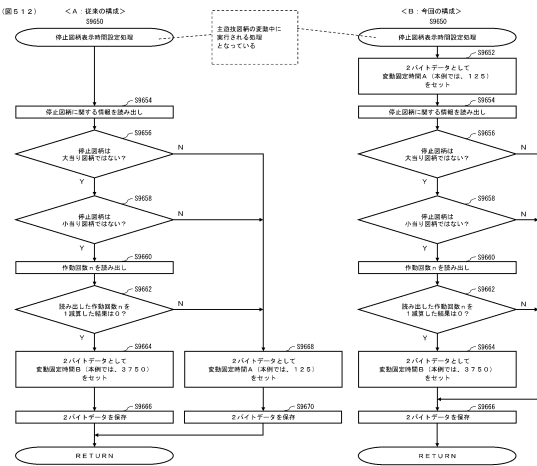 (図512)
<A:従来の構成>
S9650
停止図柄表示時間設定処理
主遊技図柄の変動中に
実行される処理
となっている
S9654
停止図柄に関する情報を読み出し
S9656
停止図柄は
大当り図柄ではない?
N
Y
S9658
停止図柄は
小当り図柄ではない?
N
Y
S9660
作動回数nを読み出し
S9662
読み出した作動回数nを
1減算した結果は0?
N
Y
S9664
2バイトデータとして
変動固定時間B(本例では、3750)
をセット
S9668
2バイトデータとして
変動固定時間A(本例では、125)
をセット
S9666
2バイトデータを保存
S9670
2バイトデータを保存
RETURN
<B:今回の構成>
S9650
停止図柄表示時間設定処理
S9652
2バイトデータとして
変動固定時間A(本例では、125)
をセット
S9654
停止図柄に関する情報を読み出し
S9656
停止図柄は
大当り図柄ではない?
N
Y
S9658
停止図柄は
小当り図柄ではない?
N
Y
S9660
作動回数nを読み出し
S9662
読み出した作動回数nを
1減算した結果は0?
N
Y
S9664
2バイトデータとして
変動固定時間B(本例では、3750)
をセット
S9666
2バイトデータを保存
RETURN